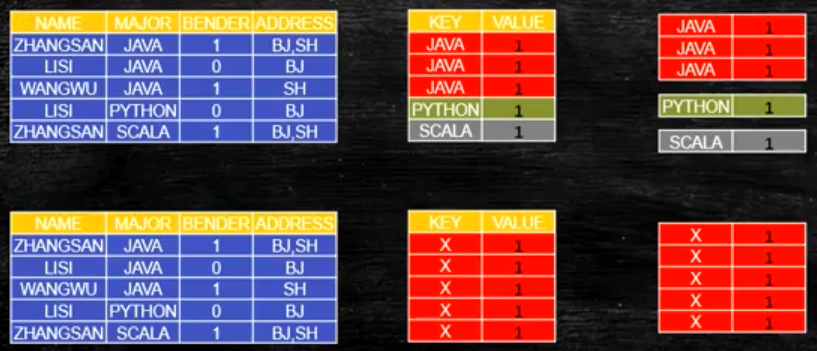 NAME MAJOR BENDER ADDRESS
ZHANGSAN JAVA 1 BJ,SH
LISI JAVA 0 BJ
WANGWU JAVA 1 SH
LISI PYTHON 0 BJ
ZHANGSAN SCALA 1 BJ,SH
KEY VALUE
JAVA 1
JAVA 1
JAVA 1
PYTHON 1
SCALA 1
JAVA 1
JAVA 1
JAVA 1
PYTHON 1
SCALA 1
NAME MAJOR BENDER ADDRESS
ZHANGSAN JAVA 1 BJ,SH
LISI JAVA 0 BJ
WANGWU JAVA 1 SH
LISI PYTHON 0 BJ
ZHANGSAN SCALA 1 BJ,SH
KEY VALUE
X 1
X 1
X 1
X 1
X 1
X 1
X 1
X 1
X 1
X 1